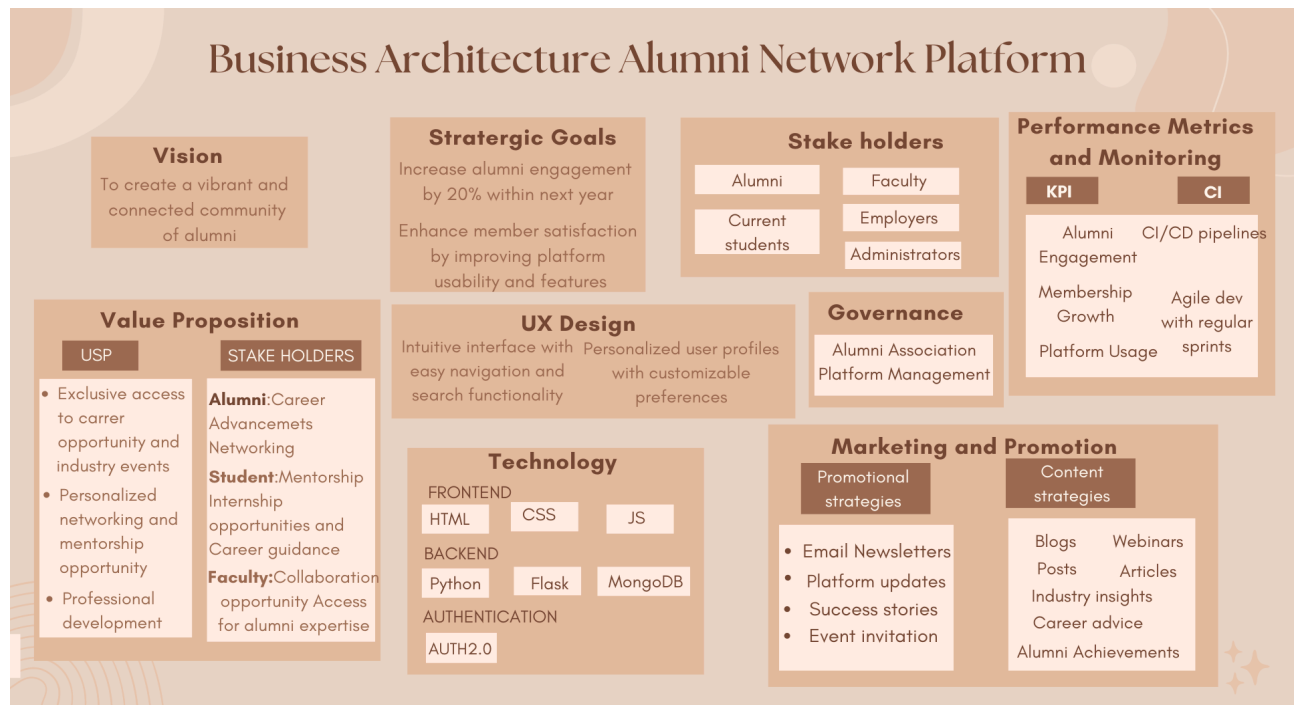 Business Architecture Alumni Network Platform
Vision
To create a vibrant and
connected community
of alumni
Stratergic Goals
Increase alumni engagement
by 20% within next year
Enhance member satisfaction
by improving platform
usability and features
Stake holders
Alumni
Faculty
Current
students
Employers
Administrators
Performance Metrics
and Monitoring
KPI
CI
Alumni
Engagement
Membership
Growth
Platform Usage
CI/CD pipelines
Agile dev
with regular
sprints
Value Proposition
USP
STAKE HOLDERS
• Exclusive access
to carrer
opportunity and
industry events
• Personalized
networking and
mentorship
opportunity
• Professional
development
Alumni:Career
Advancemets
Networking
Student:Mentorship
Internship
opportunities and
Career guidance
Faculty:Collaboration
opportunity Access
for alumni expertise
UX Design
Intuitive interface with
easy navigation and
search functionality
Personalized user profiles
with customizable
preferences
Governance
Alumni Association
Platform Management
Technology
FRONTEND
HTML
CSS
JS
BACKEND
Python
Flask
MongoDB
AUTHENTICATION
AUTH2.0
Marketing and Promotion
Promotional
strategies
Content
strategies
• Email Newsletters
• Platform updates
• Success stories
• Event invitation
Blogs
Webinars
Posts
Articles
Industry insights
Career advice
Alumni Achievements